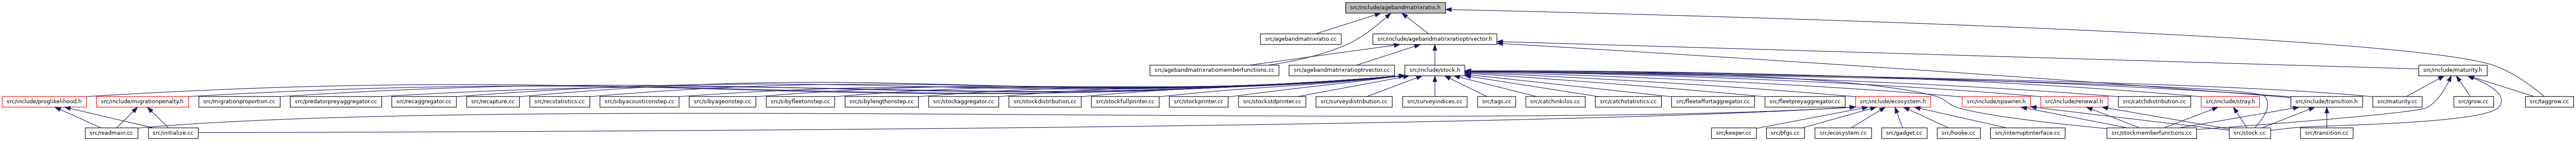 src/include/agebandmatrixratio.h
src/agebandmatrixratio.cc
src/include/agebandmatrixratioptrvector.h
src/agebandmatrixratiomemberfunctions.cc
src/agebandmatrixratioptrvector.cc
src/include/stock.h
src/include/maturity.h
src/include/proglikelihood.h
src/include/migrationpenalty.h
src/migrationproportion.cc
src/predatorpreyaggregator.cc
src/recaggregator.cc
src/recapture.cc
src/recstatistics.cc
src/sibyacousticonstep.cc
src/sibyageonstep.cc
src/sibyfleetonstep.cc
src/sibylengthonstep.cc
src/stockaggregator.cc
src/stockdistribution.cc
src/stockfullprinter.cc
src/stockprinter.cc
src/stockstdprinter.cc
src/surveydistribution.cc
src/surveyindices.cc
src/tags.cc
src/catchinkilos.cc
src/catchstatistics.cc
src/fleeteffortaggregator.cc
src/fleetpreyaggregator.cc
src/include/ecosystem.h
src/include/spawner.h
src/include/renewal.h
src/catchdistribution.cc
src/include/stray.h
src/include/transition.h
src/maturity.cc
src/grow.cc
src/taggrow.cc
src/readmain.cc
src/initialize.cc
src/keeper.cc
src/bfgs.cc
src/ecosystem.cc
src/gadget.cc
src/hooke.cc
src/interruptinterface.cc
src/stockmemberfunctions.cc
src/stock.cc
src/transition.cc